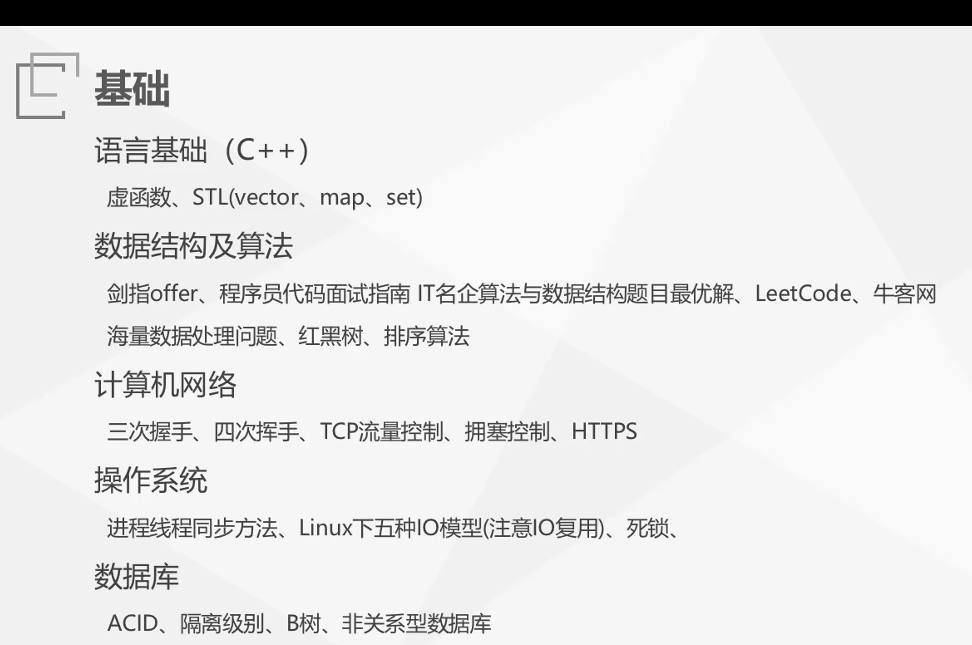 基础
语言基础（C++）
虚函数、STL(vector、map、set)
数据结构及算法
剑指offer、程序员代码面试指南 IT名企算法与数据结构题目最优解、LeetCode、牛客网
海量数据处理问题、红黑树、排序算法
计算机网络
三次握手、四次挥手、TCP流量控制、拥塞控制、HTTPS
操作系统
进程线程同步方法、Linux下五种IO模型(注意IO复用)、死锁、
数据库
ACID、隔离级别、B树、非关系型数据库